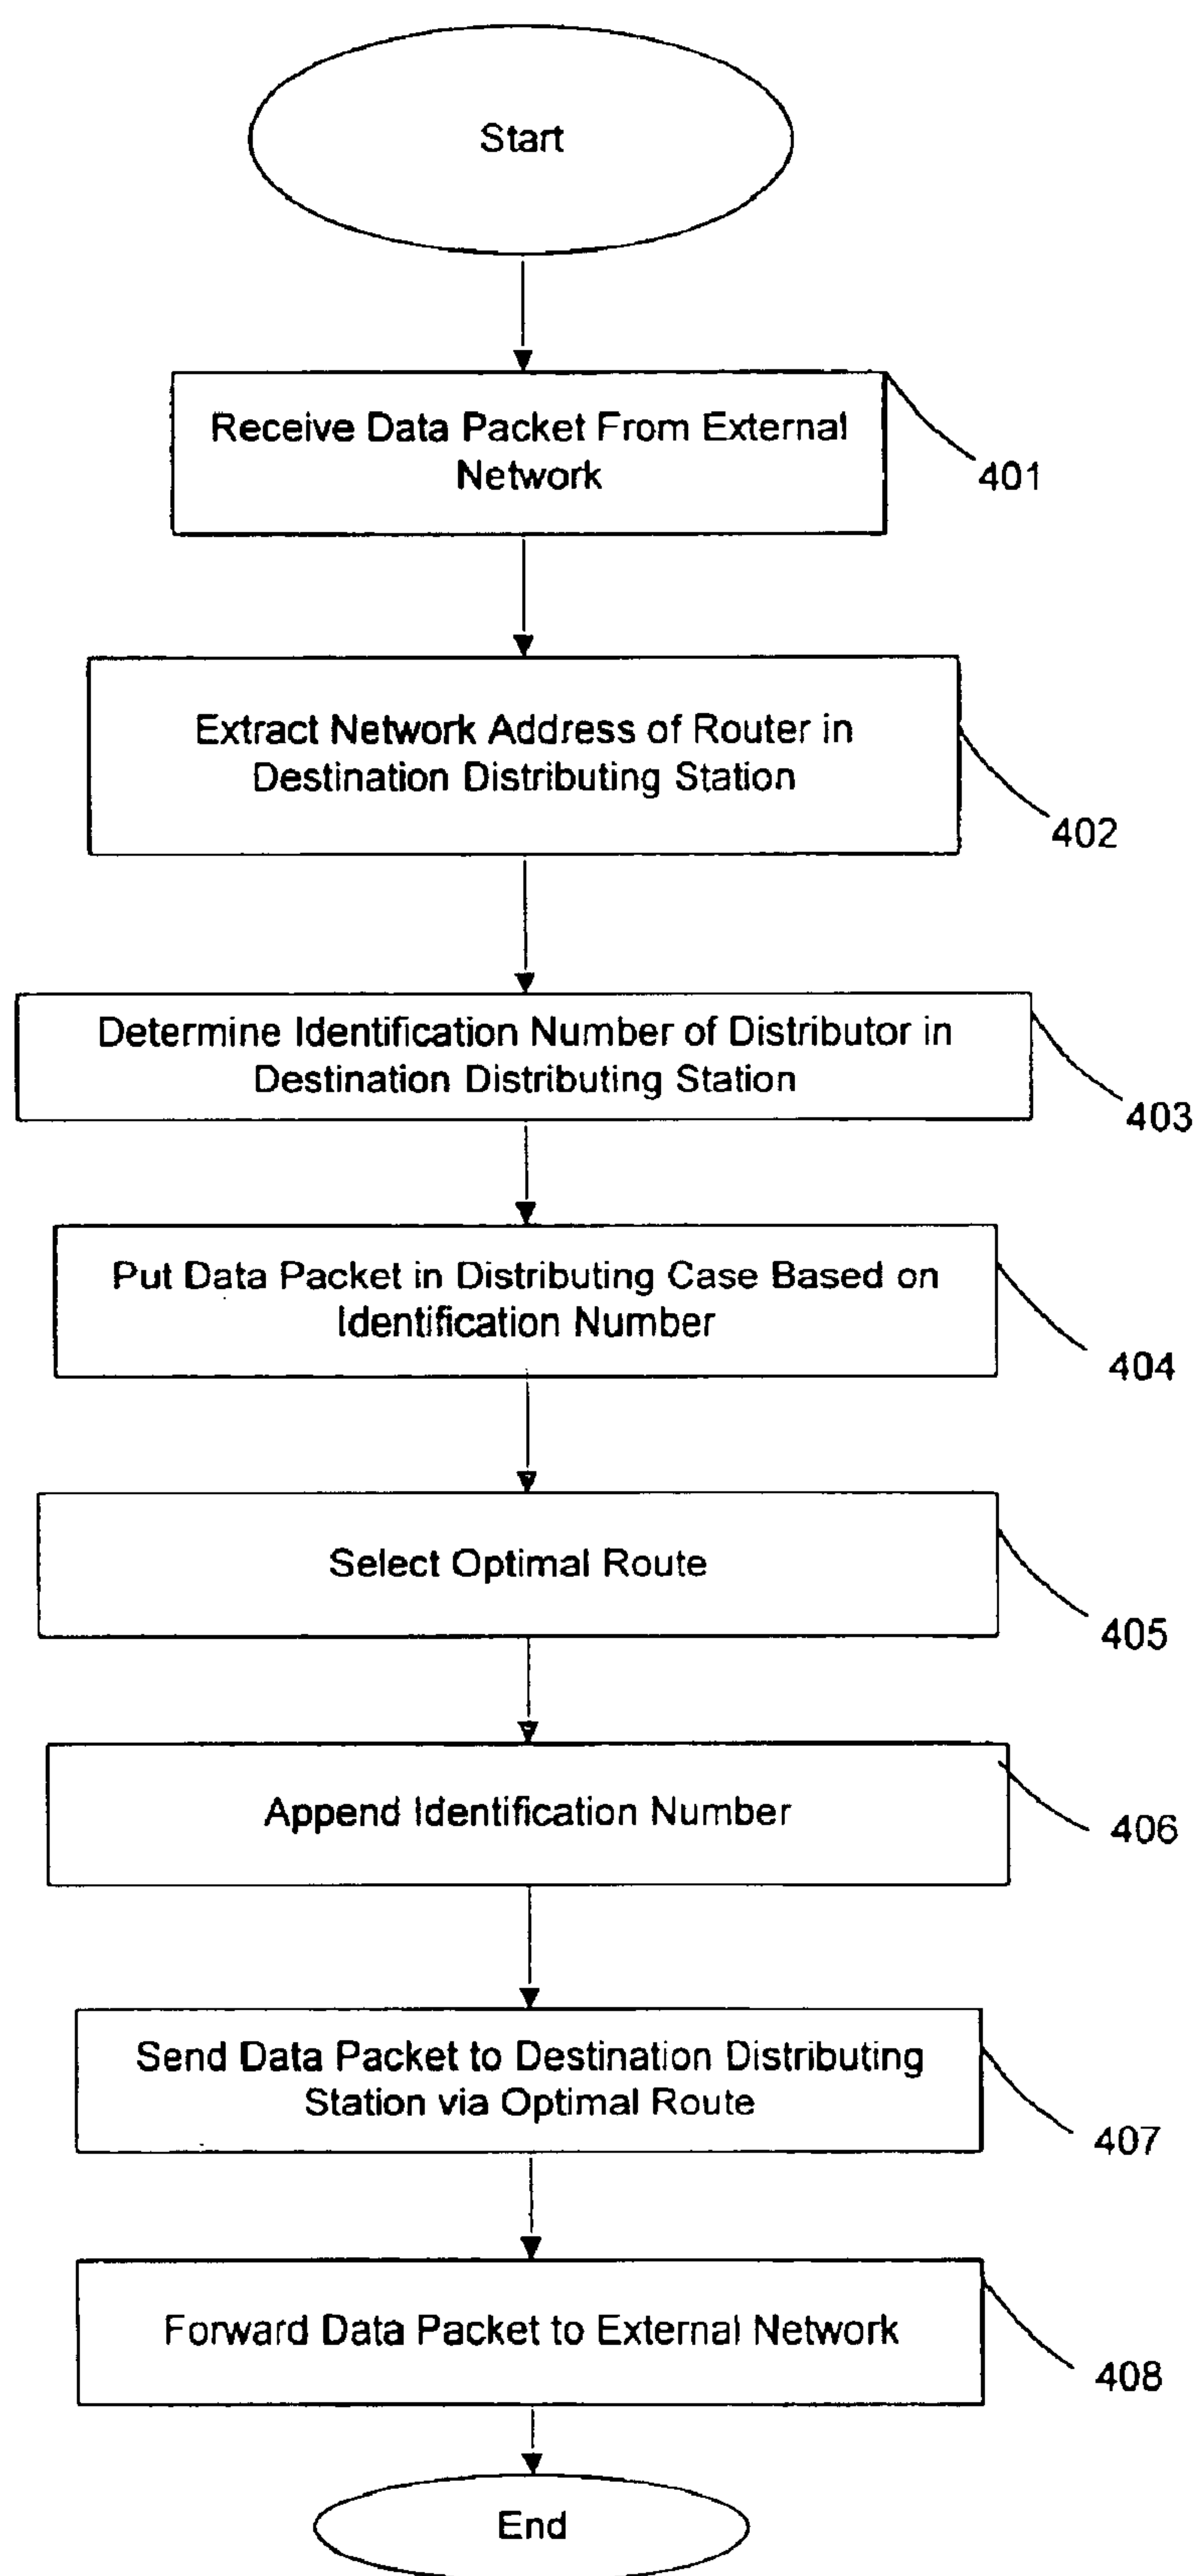 Start
Receive Data Packet From External
Network
401
Extract Network Address of Router in
Destination Distributing Station
402
Determine Identification Number of Distributor in
Destination Distributing Station
403
Put Data Packet in Distributing Case Based on
Identification Number
404
Select Optimal Route
405
Append Identification Number
406
Send Data Packet to Destination Distributing
Station via Optimal Route
407
Forward Data Packet to External Network
408
End